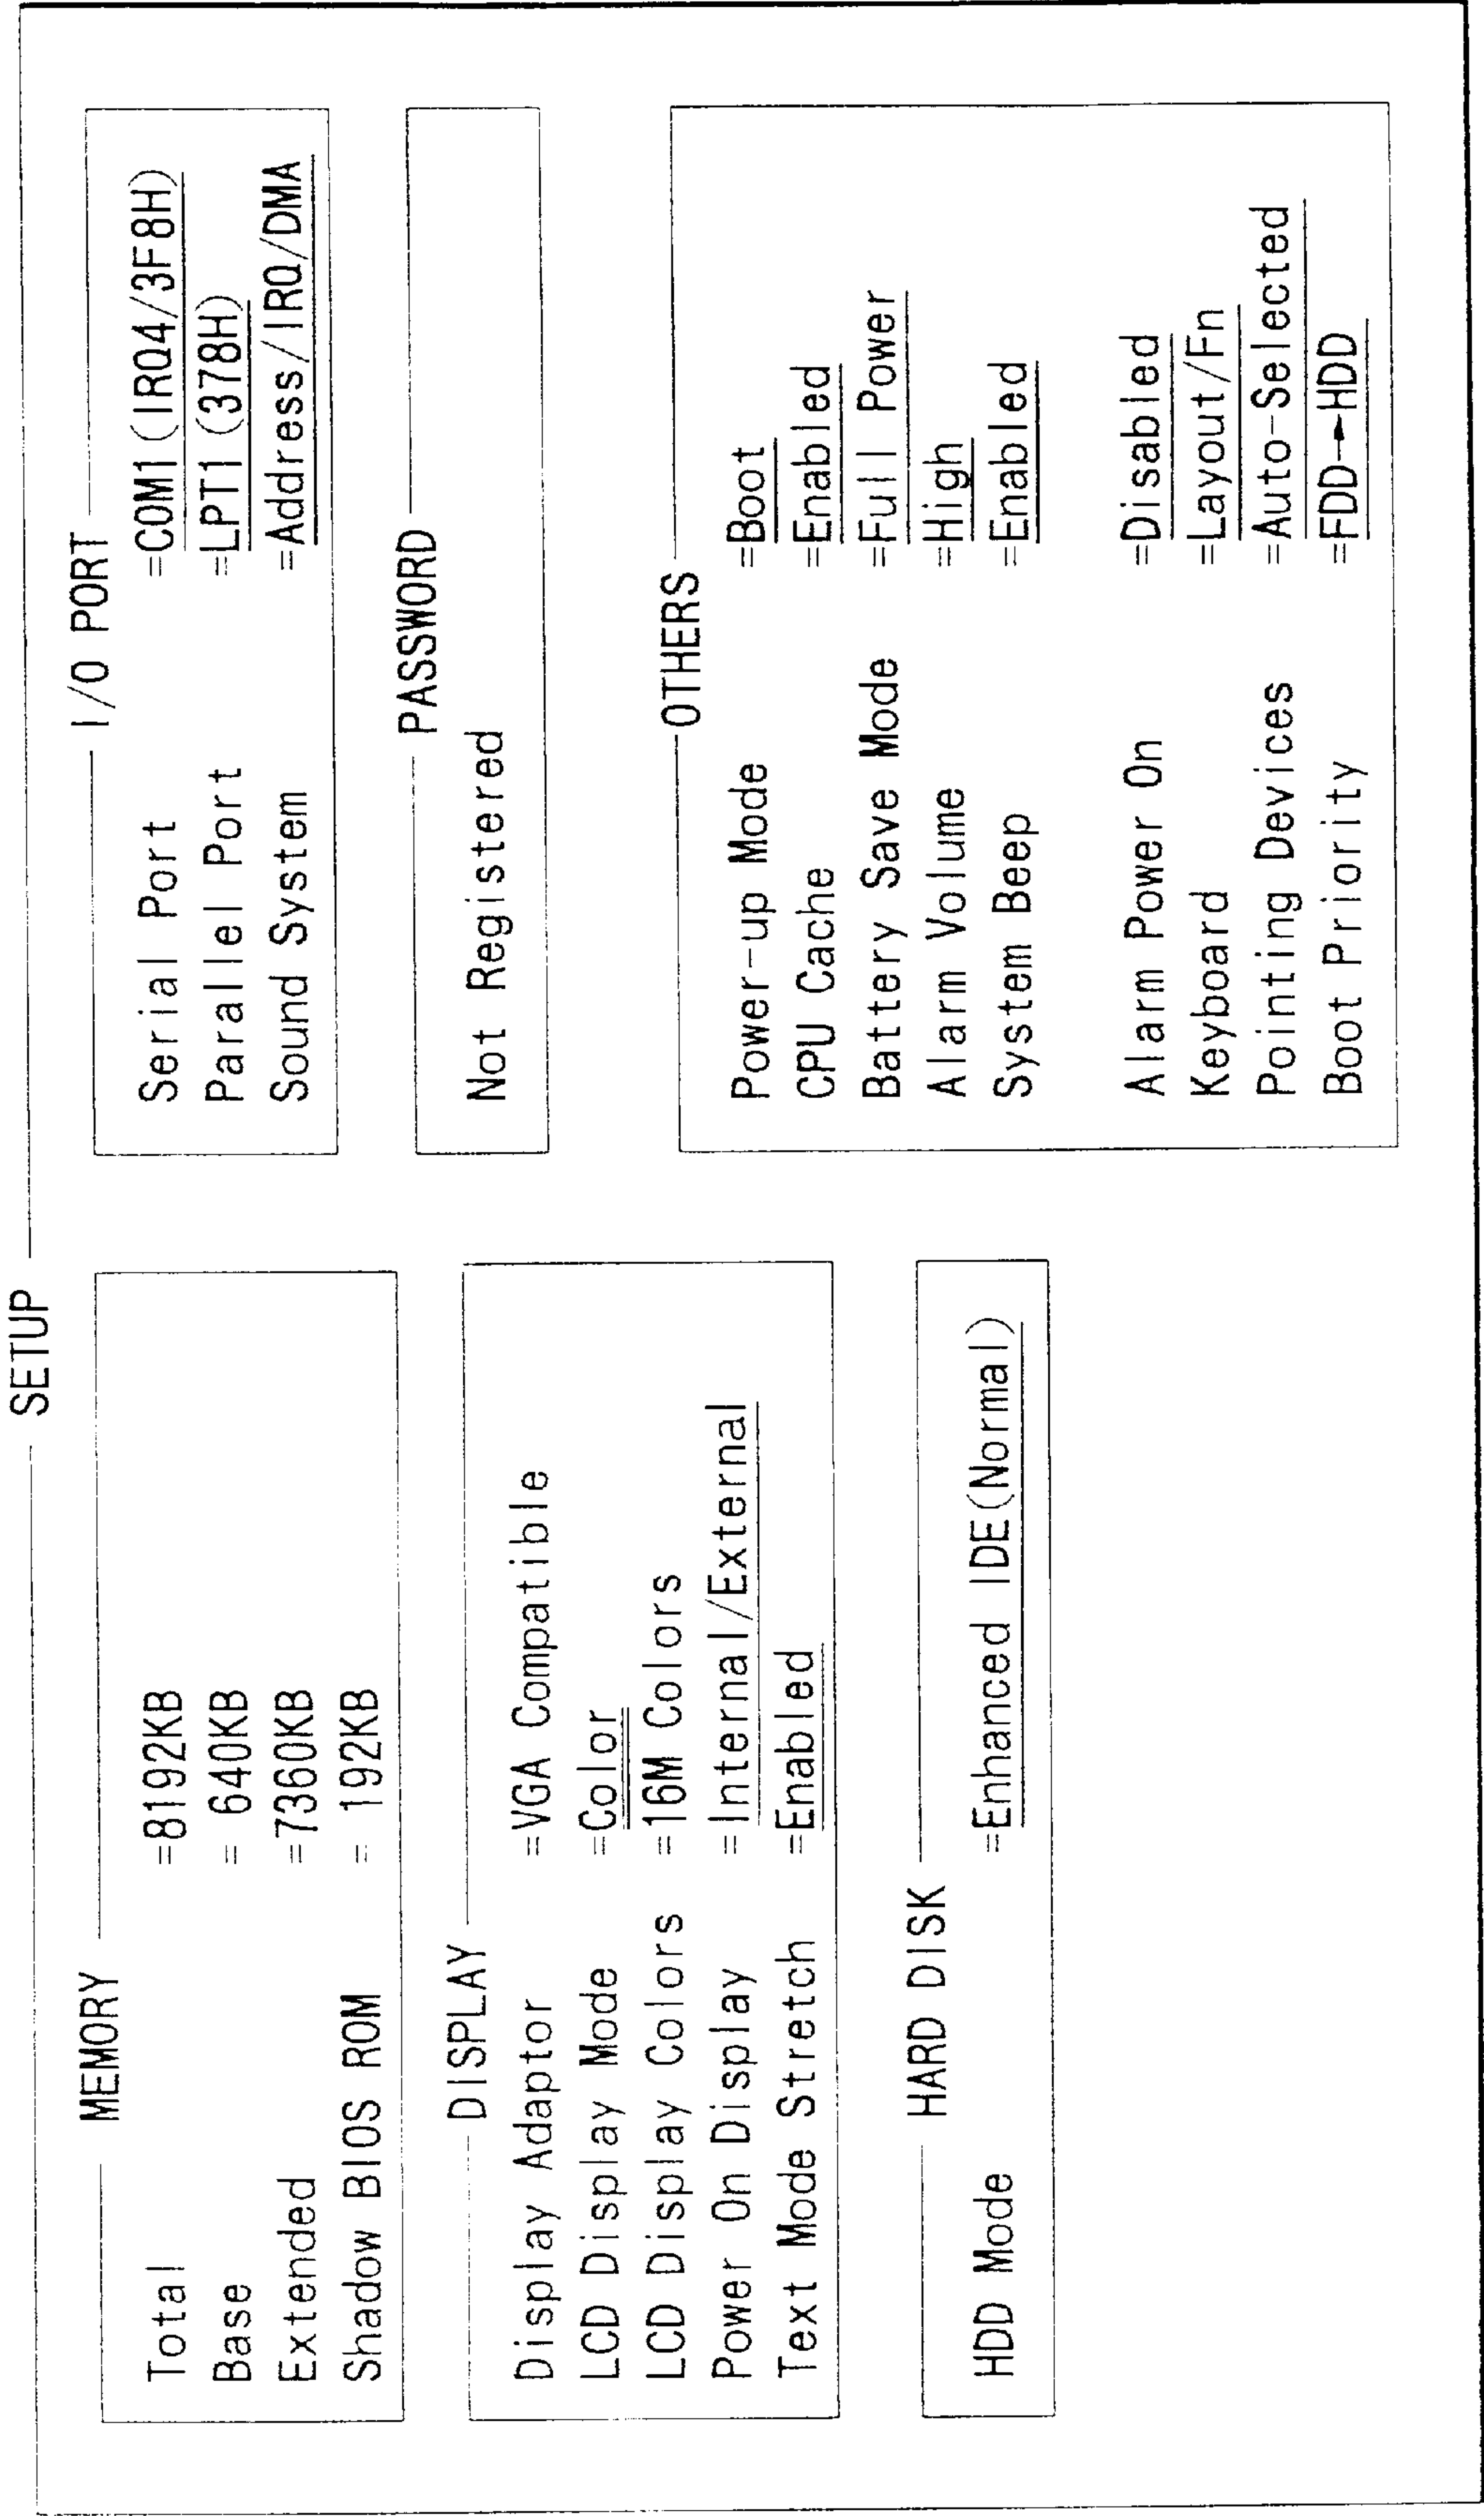 SETUP
MEMORY
Total =8192KB
Base = 640KB
Extended =7360KB
Shadow BIOS ROM = 192KB
DISPLAY
Display Adaptor =VGA Compatible
LCD Display Mode =Color
LCD Display Colors =16M Colors
Power On Display =Internal/External
Text Mode Stretch =Enabled
HARD DISK
HDD Mode =Enhanced IDE(Normal)
I/O PORT
Serial Port =COM1(IRQ4/3F8H)
Parallel Port =LPT1(378H)
Sound System =Address/IRQ/DMA
PASSWORD
Not Registered
OTHERS
Power-up Mode =Boot
CPU Cache =Enabled
Battery Save Mode =Full Power
Alarm Volume =High
System Beep =Enabled
Alarm Power On =Disabled
Keyboard =Layout/Fn
Pointing Devices =Auto-Selected
Boot Priority =FDD→HDD